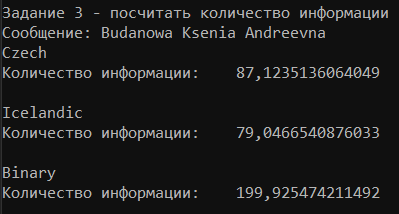 Задание 3 - посчитать количество информации
Сообщение: Budanowa Ksenia Andreevna
Czech
Количество информации: 87,1235136064049
Icelandic
Количество информации: 79,0466540876033
Binary
Количество информации: 199,925474211492